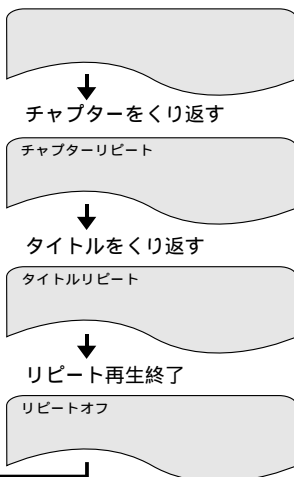 チャプターをくり返す
チャプターリピート
タイトルをくり返す
タイトルリピート
リピート再生終了
リピートオフ